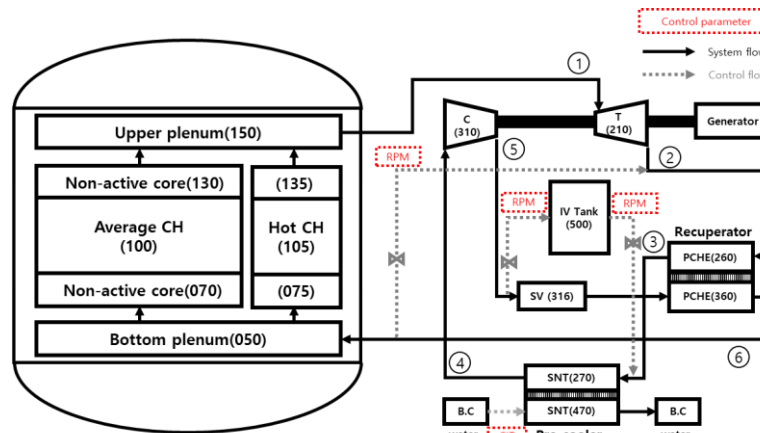 Control parameter
System flow
Control flo
①
C
(310)
T
(210)
Generator
Upper plenum(150)
⑤
②
RPM
Non-active core(130)
(135)
IV Tank
(500)
RPM
RPM
Average CH
(100)
Hot CH
(105)
③
Recuperator
PCHE(260)
Non-active core(070)
(075)
SV (316)
PCHE(360)
Bottom plenum(050)
④
⑥
SNT(270)
B.C
SNT(470)
B.C